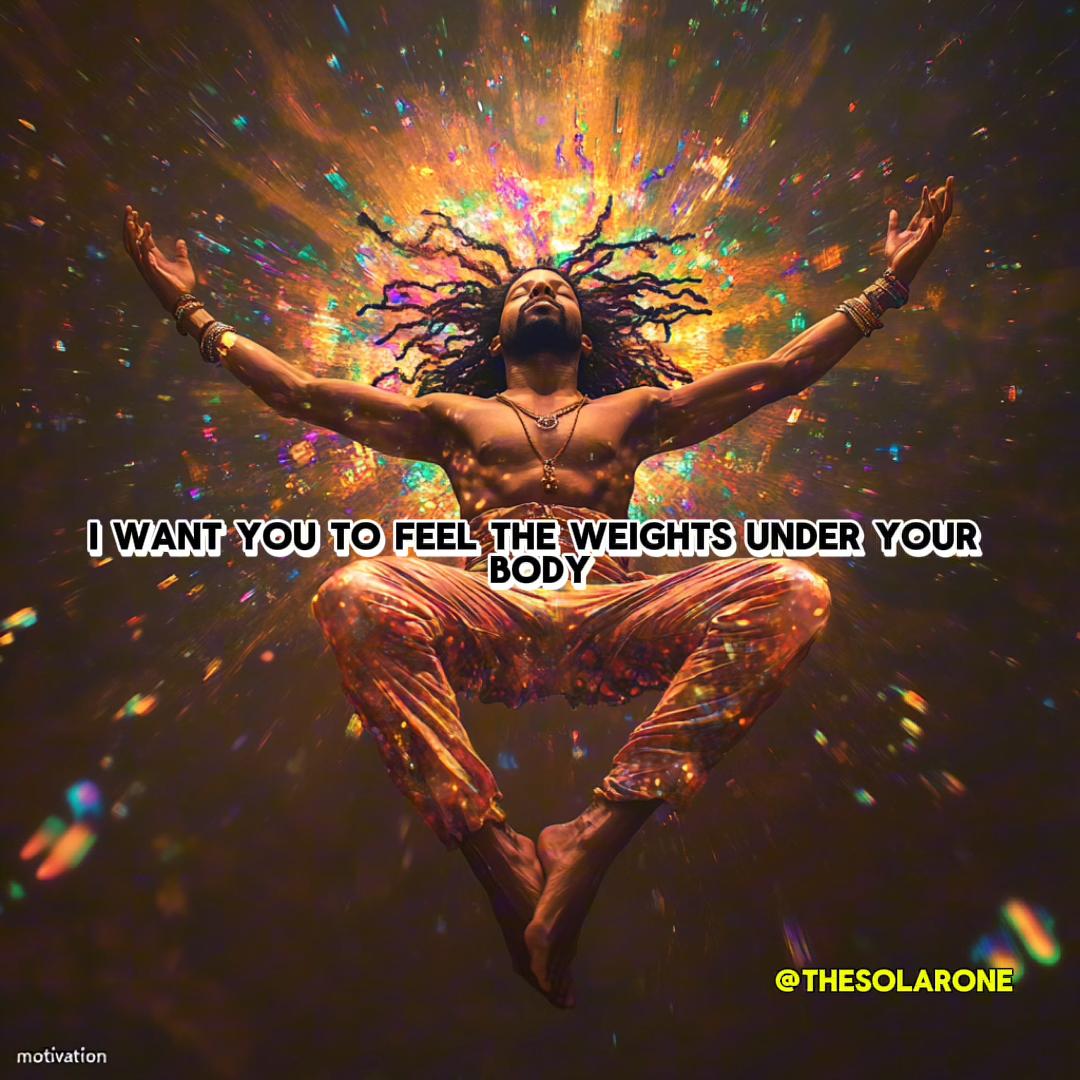 I WANT YOU TO FEEL THE WEIGHTS UNDER YOUR
BODY
@THESOLARONE
motivation